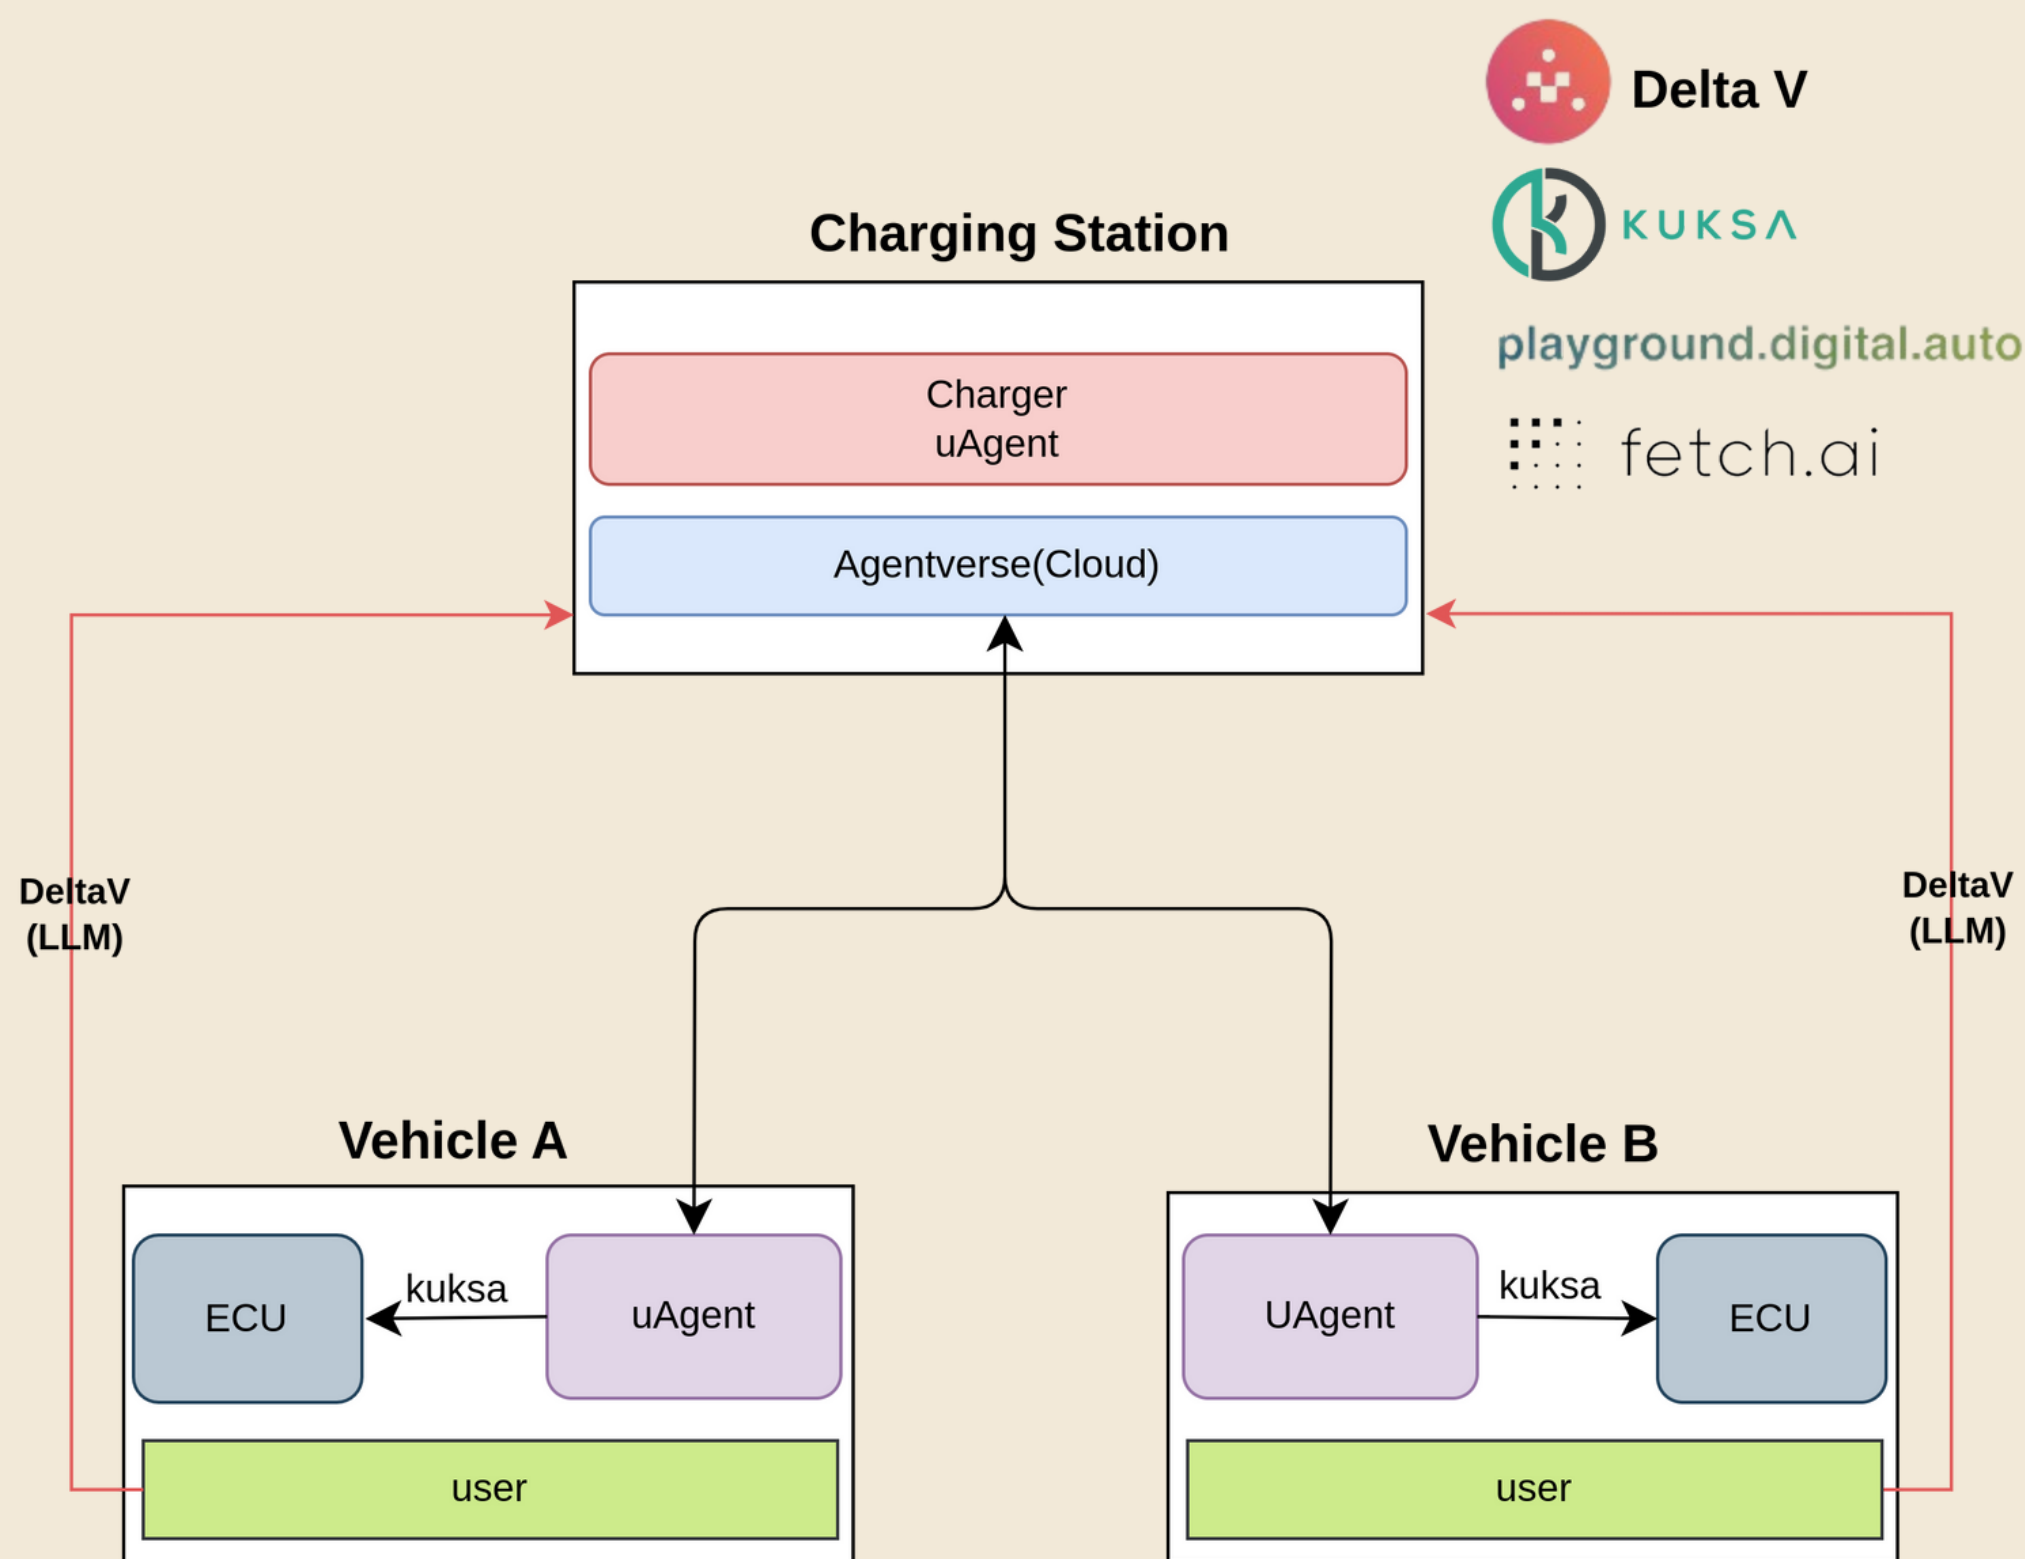 Delta V
KUKSA
playground.digital.auto
fetch.ai
Charging Station
Charger
uAgent
Agentverse(Cloud)
DeltaV
(LLM)
DeltaV
(LLM)
Vehicle A
ECU
kuksa
uAgent
user
Vehicle B
UAgent
kuksa
ECU
user